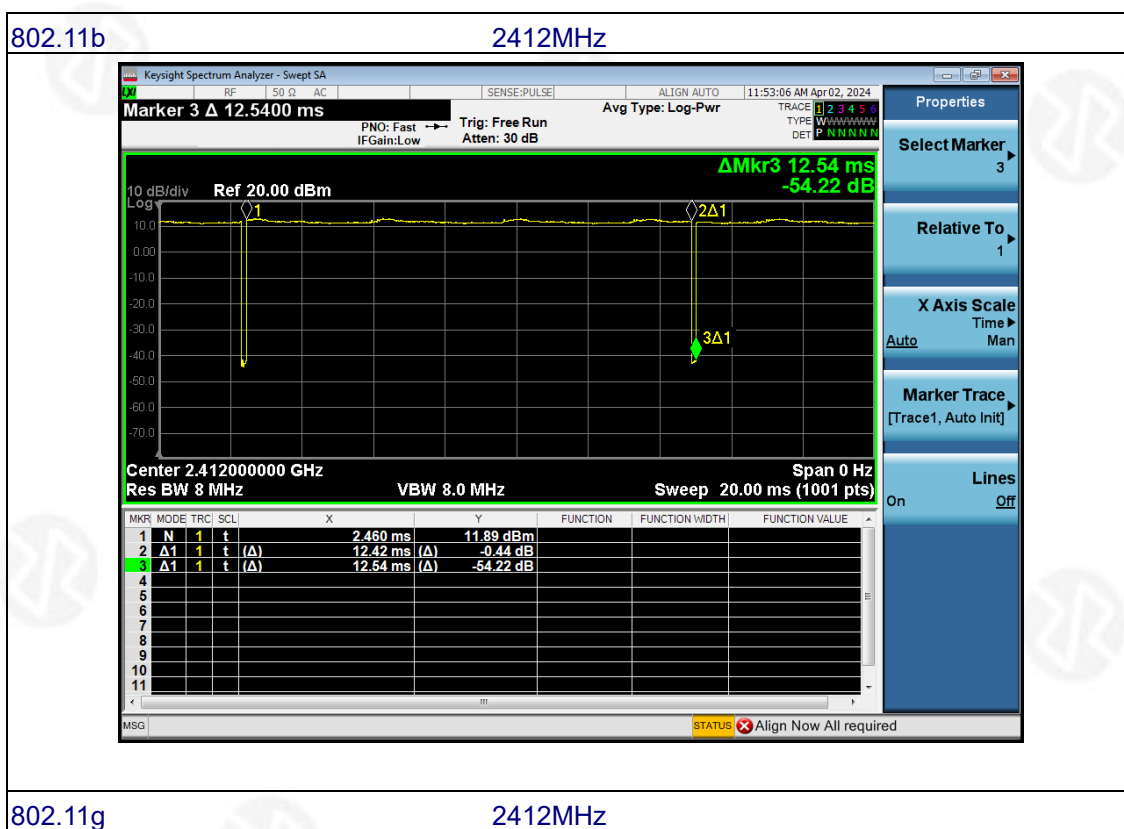 802.11b 2412MHz
Keysight Spectrum Analyzer - Swept SA
LXI RF 50 Ω AC SENSE:PULSE ALIGN AUTO 11:53:06 AM Apr 02, 2024
Marker 3 Δ 12.5400 ms
PNO: Fast
IFGain:Low
Trig: Free Run
Atten: 30 dB
Avg Type: Log-Pwr
TRACE 1 2 3 4 5 6
TYPE WWWWWW
DET P NNNNN
Properties
Select Marker
3
Relative To
1
X Axis Scale
Time
Auto Man
Marker Trace
[Trace1, Auto Init]
Lines
On Off
ΔMkr3 12.54 ms
-54.22 dB
10 dB/div Ref 20.00 dBm
Log
1
2Δ1
3Δ1
10.0
0.00
-10.0
-20.0
-30.0
-40.0
-50.0
-60.0
-70.0
Center 2.412000000 GHz Span 0 Hz
Res BW 8 MHz VBW 8.0 MHz Sweep 20.00 ms (1001 pts)
MKR MODE TRC SCL X Y FUNCTION FUNCTION WIDTH FUNCTION VALUE
1 N 1 t 2.460 ms 11.89 dBm
2 Δ1 1 t (Δ) 12.42 ms (Δ) -0.44 dB
3 Δ1 1 t (Δ) 12.54 ms (Δ) -54.22 dB
4
5
6
7
8
9
10
11
MSG STATUS Align Now All required
802.11g 2412MHz